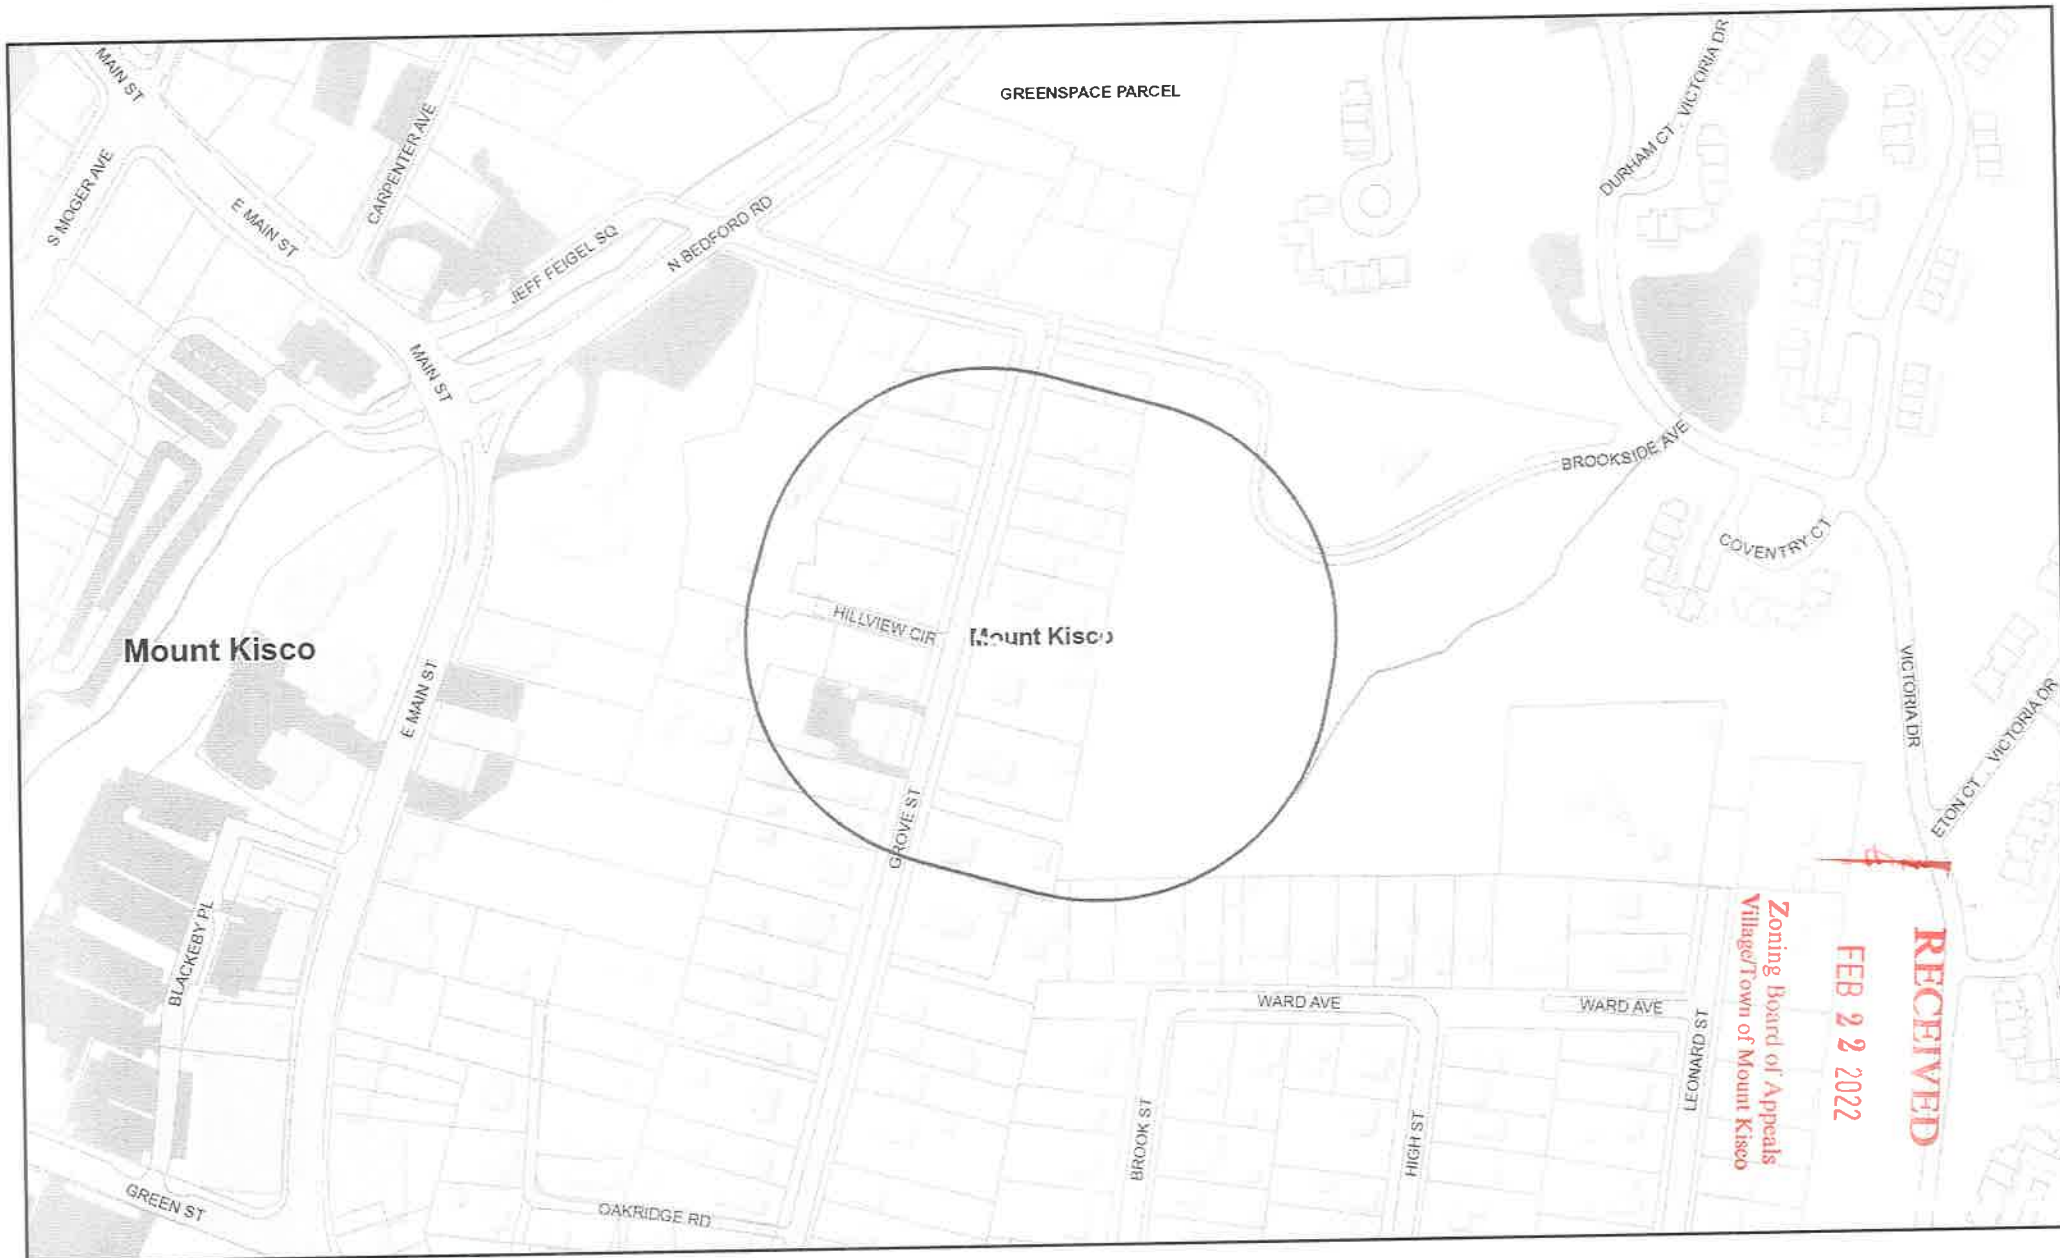 MAIN ST
GREENSPACE PARCEL
VICTORIA DR
DURHAM CT
CARPENTER AVE
S MOGER AVE
E MAIN ST
JEFF FEIGEL SQ
N BEDFORD RD
MAIN ST
BROOKSIDE AVE
COVENTRY CT
HILLVIEW CIR
Mount Kisco
Mount Kisco
E MAIN ST
VICTORIA DR
VICTORIA DR
ETON CT
GROVE ST
BLACKEBY PL
WARD AVE
WARD AVE
LEONARD ST
BROOK ST
HIGH ST
GREEN ST
OAKRIDGE RD
RECEIVED
FEB 22 2022
Zoning Board of Appeals
Village/Town of Mount Kisco